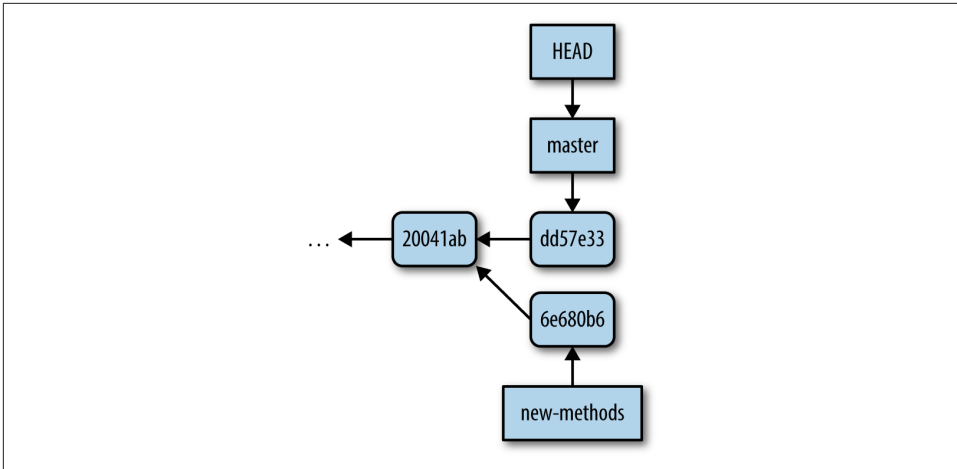 HEAD
master
... 20041ab dd57e33
6e680b6
new-methods